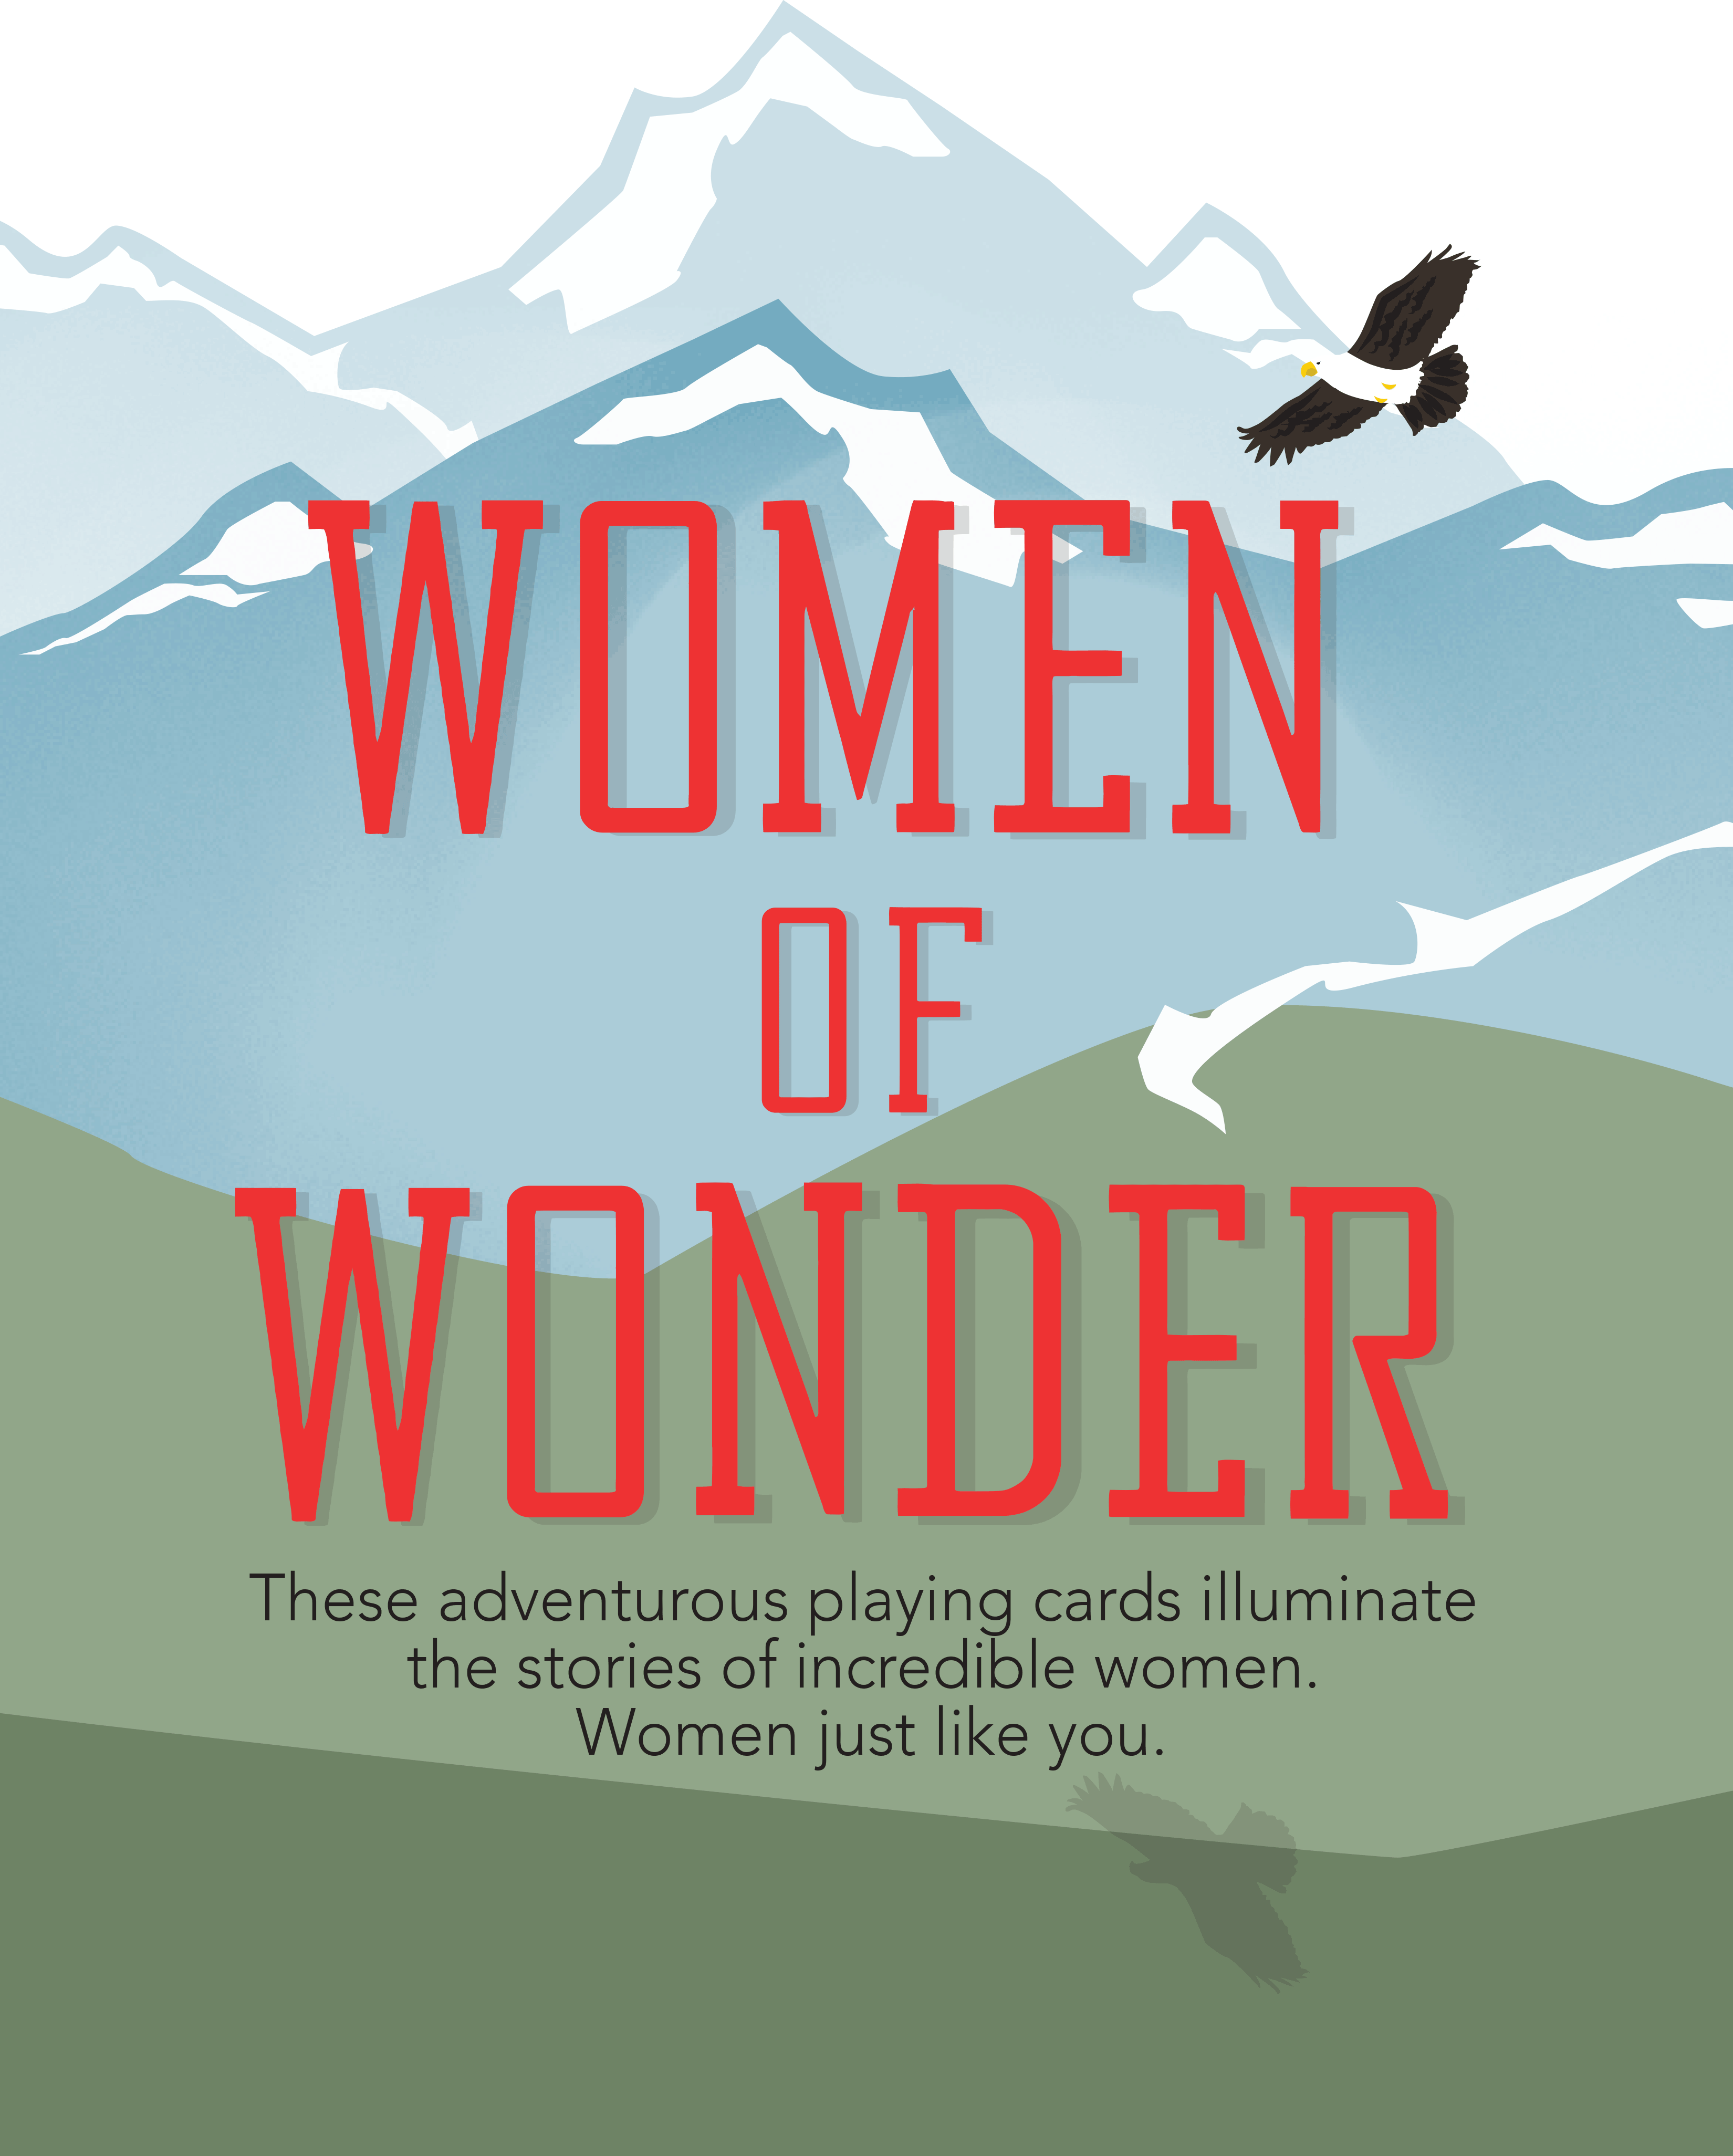 WOMEN
OF
WONDER
These adventurous playing cards illuminate
the stories of incredible women.
Women just like you.